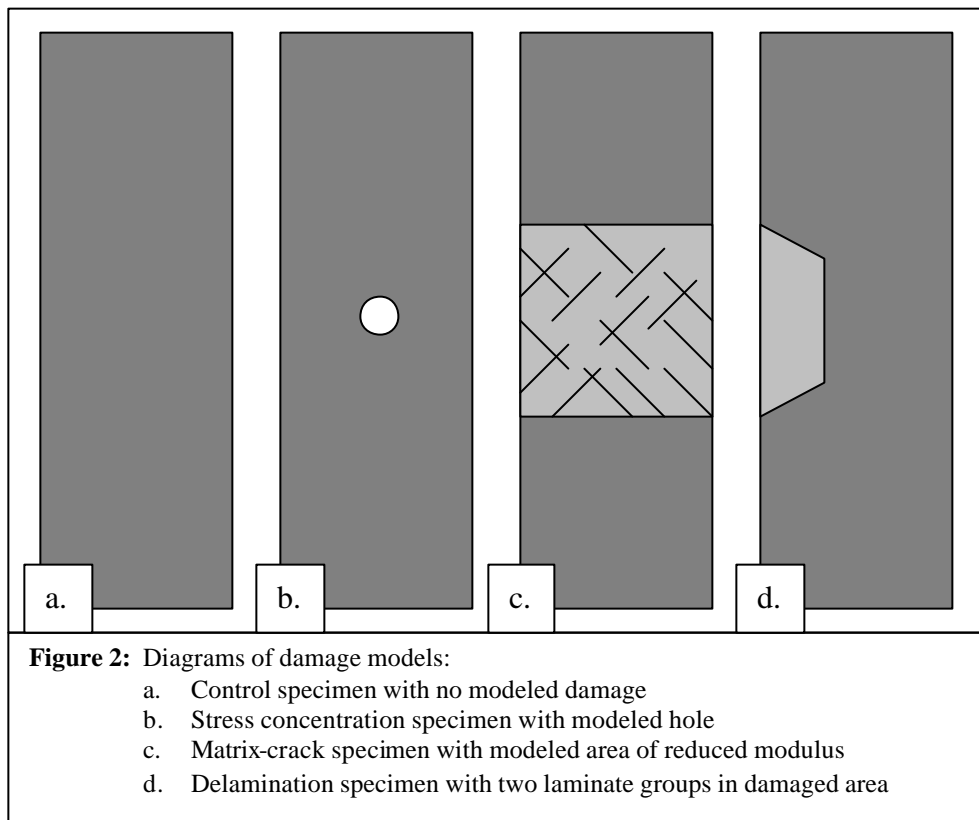 a.
b.
c.
d.
Figure 2: Diagrams of damage models:
a. Control specimen with no modeled damage
b. Stress concentration specimen with modeled hole
c. Matrix-crack specimen with modeled area of reduced modulus
d. Delamination specimen with two laminate groups in damaged area